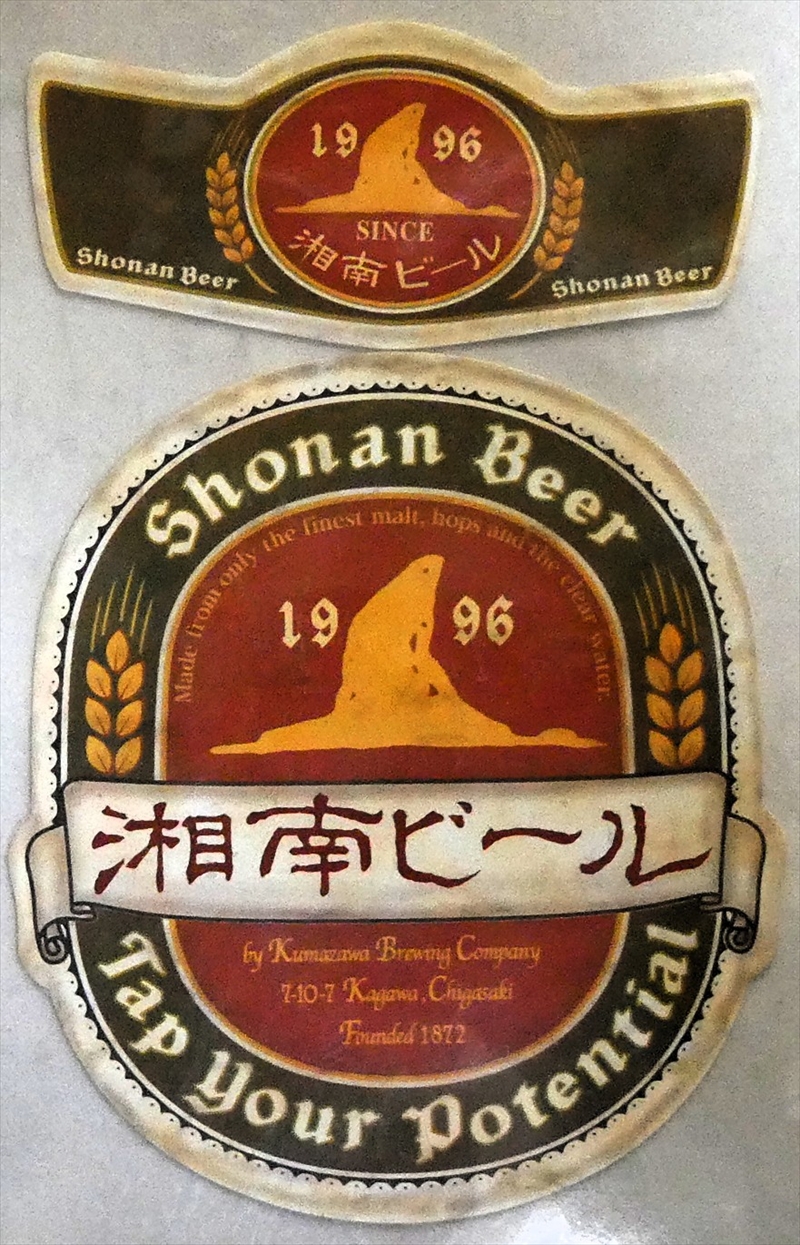 19 96
SINCE
湘南ビール
Shonan Beer
Shonan Beer
Shonan Beer
Made from only the finest malt, hops and the clear water.
19 96
湘南ビール
by Kumazawa Brewing Company
7-10-7 Kagawa, Chigasaki
Founded 1872
Tap Your Potential